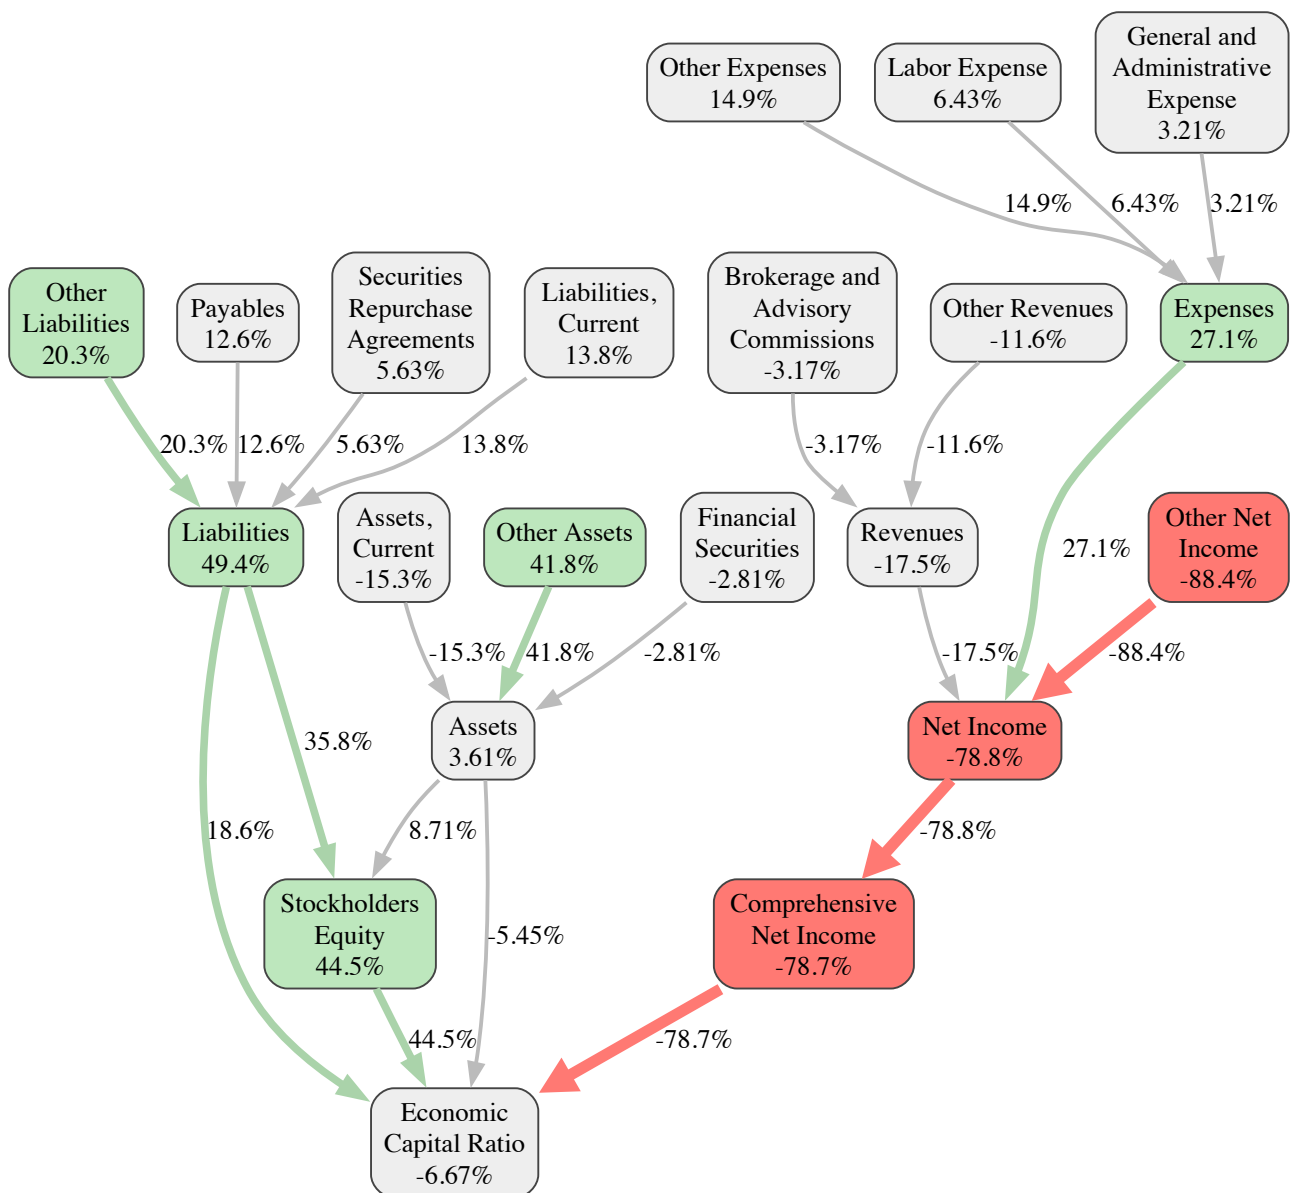 General and
Administrative
Expense
3.21%
Other Expenses
14.9%
Labor Expense
6.43%
14.9%
6.43%
3.21%
Other
Liabilities
20.3%
Payables
12.6%
Securities
Repurchase
Agreements
5.63%
Liabilities,
Current
13.8%
Brokerage and
Advisory
Commissions
-3.17%
Other Revenues
-11.6%
Expenses
27.1%
20.3%
12.6%
5.63%
13.8%
-3.17%
-11.6%
Liabilities
49.4%
Assets,
Current
-15.3%
Other Assets
41.8%
Financial
Securities
-2.81%
Revenues
-17.5%
27.1%
Other Net
Income
-88.4%
-15.3%
41.8%
-2.81%
-17.5%
-88.4%
35.8%
Assets
3.61%
Net Income
-78.8%
18.6%
8.71%
-78.8%
Stockholders
Equity
44.5%
-5.45%
Comprehensive
Net Income
-78.7%
44.5%
-78.7%
Economic
Capital Ratio
-6.67%